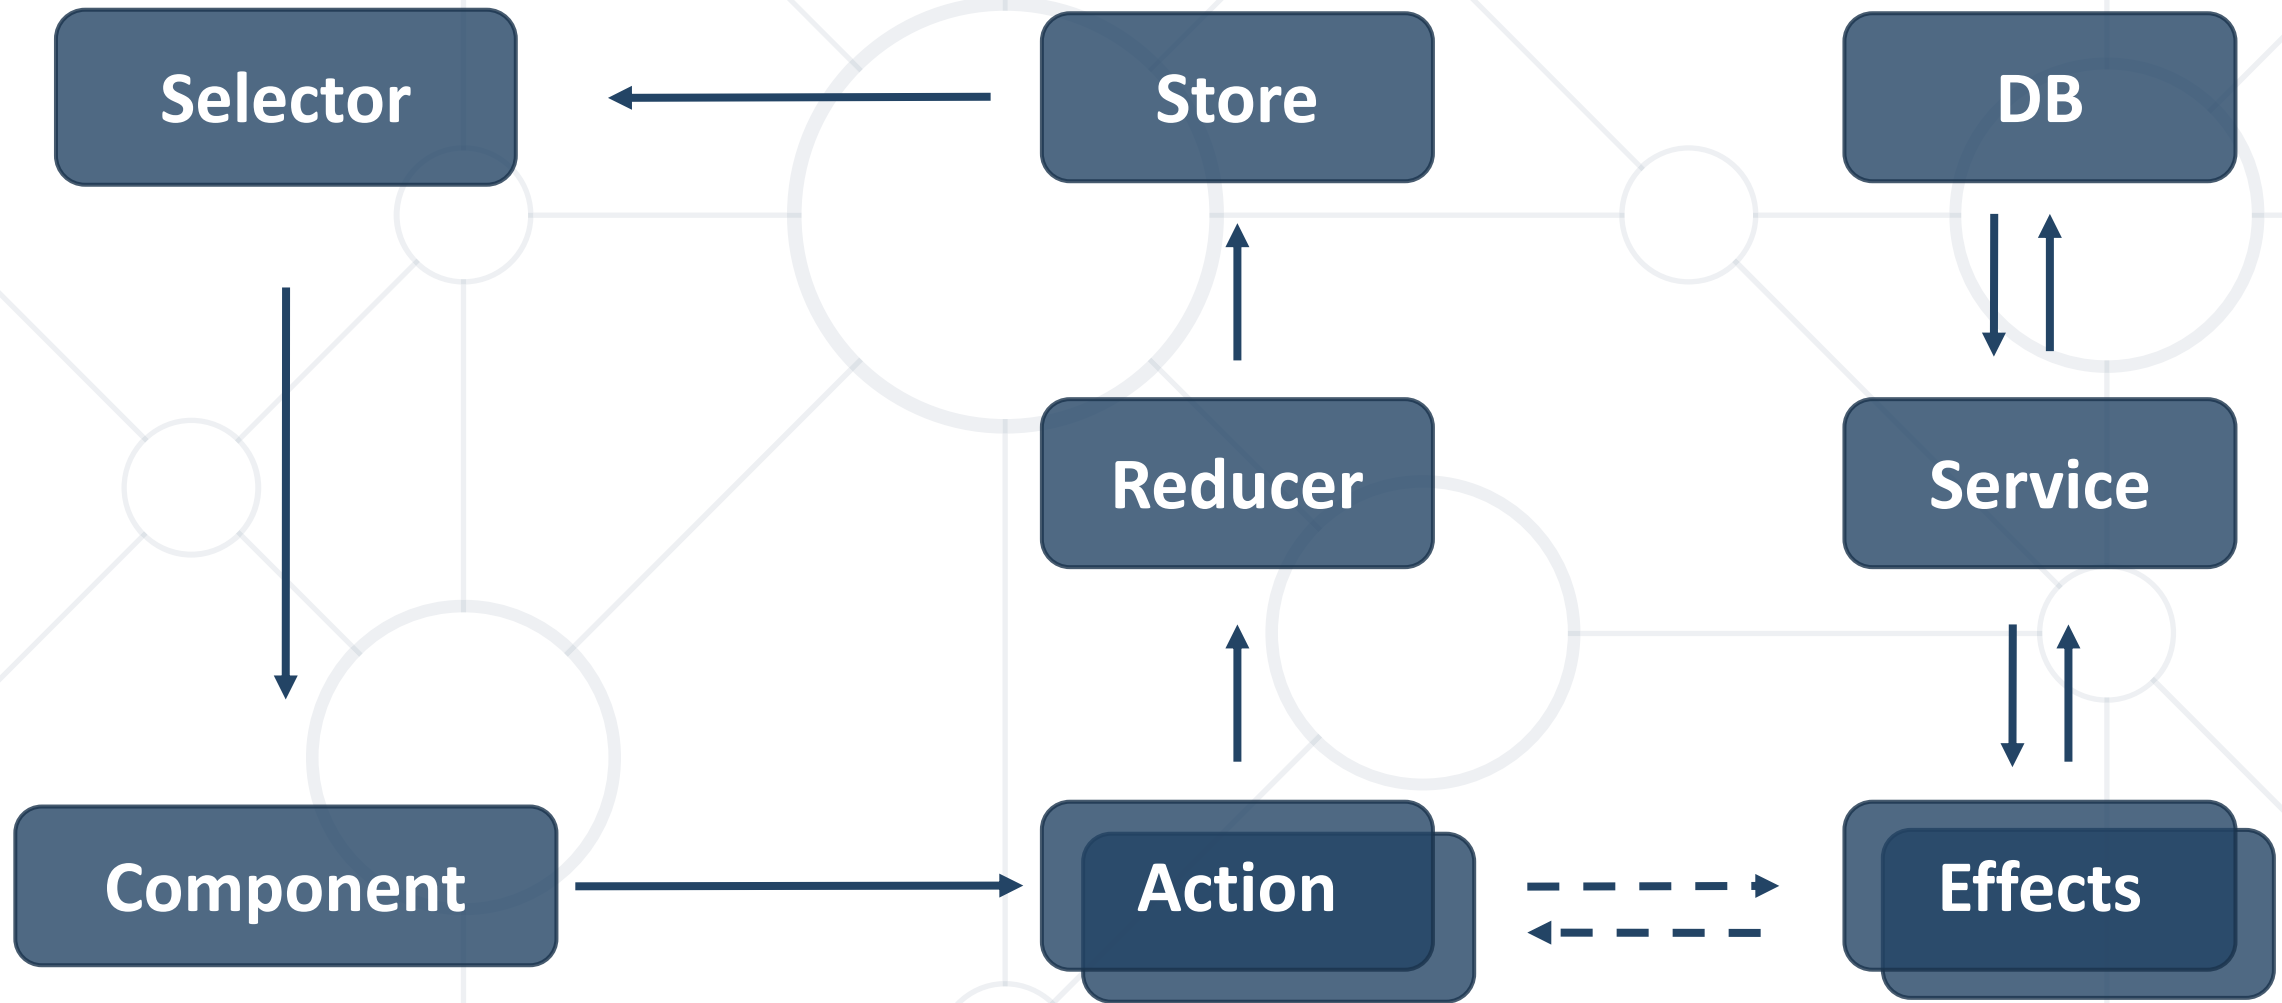 Selector
Store
DB
Reducer
Service
Component
Action
Effects